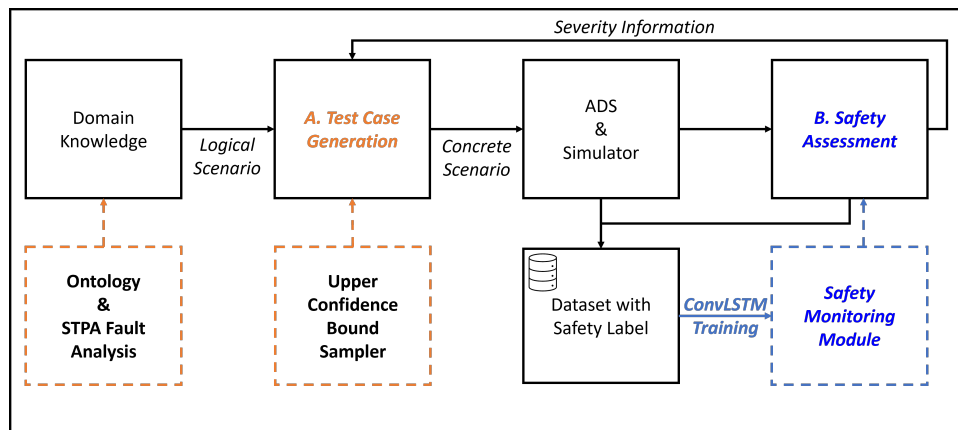 Severity Information
Domain
Knowledge
Logical
Scenario
A. Test Case
Generation
Concrete
Scenario
ADS
&
Simulator
B. Safety
Assessment
Ontology
&
STPA Fault
Analysis
Upper
Confidence
Bound
Sampler
Dataset with
Safety Label
ConvLSTM
Training
Safety
Monitoring
Module